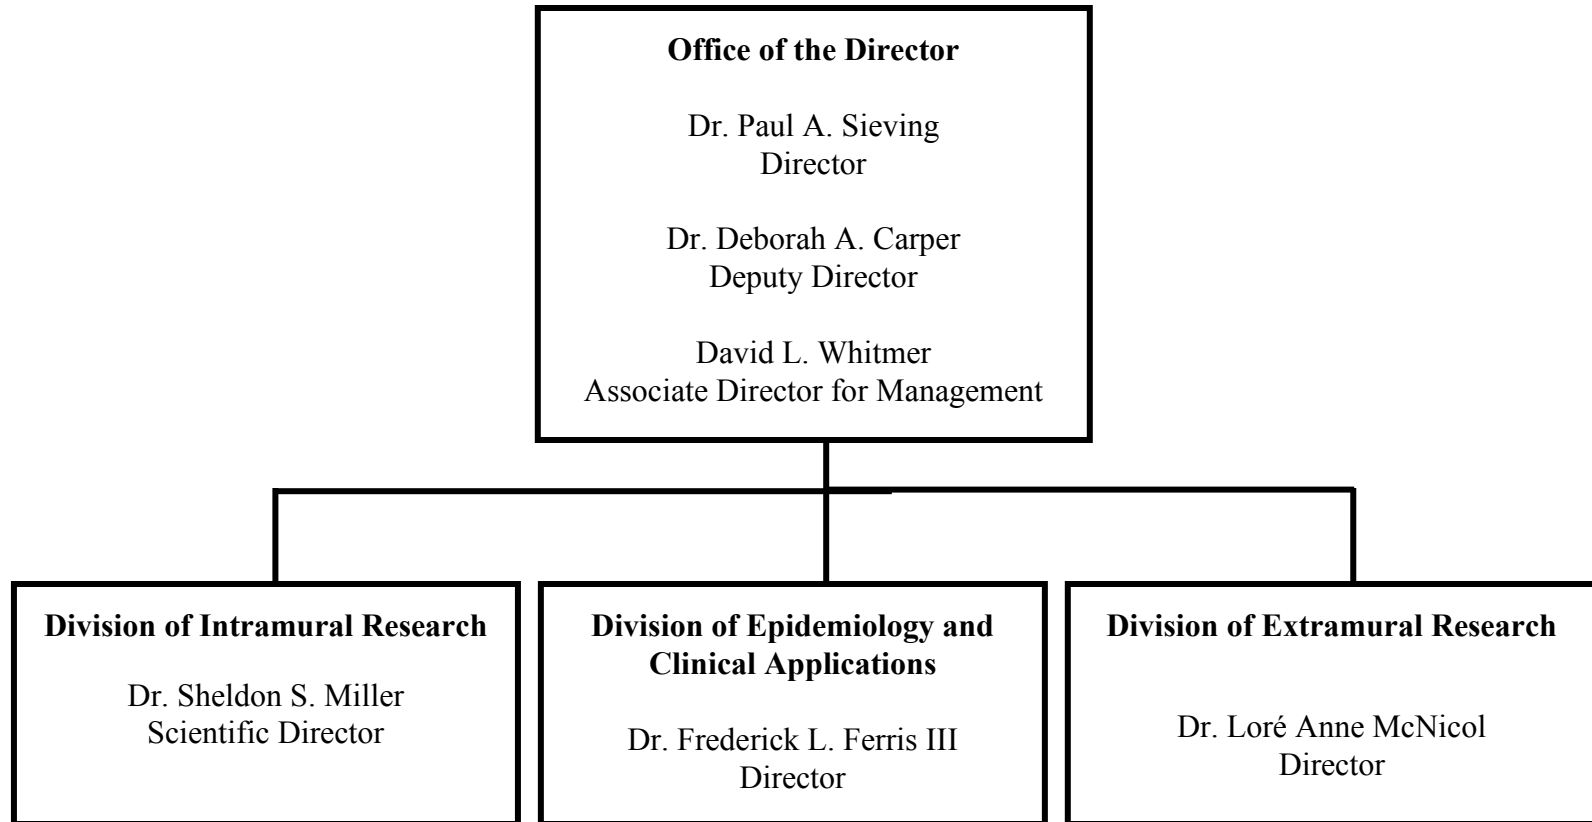 Office of the Director
Dr. Paul A. Sieving
Director
Dr. Deborah A. Carper
Deputy Director
David L. Whitmer
Associate Director for Management
Division of Intramural Research
Dr. Sheldon S. Miller
Scientific Director
Division of Epidemiology and
Clinical Applications
Dr. Frederick L. Ferris III
Director
Division of Extramural Research
Dr. Loré Anne McNicol
Director